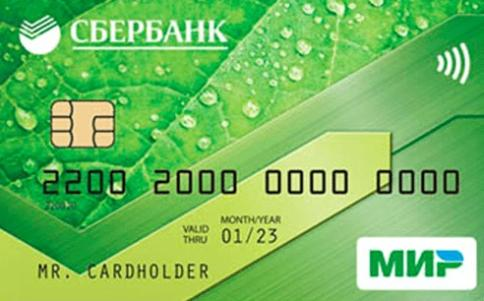 СБЕРБАНК
2200 2000 0000 0000
MONTH/YEAR
VALID THRU 01/23
MR. CARDHOLDER
МИР